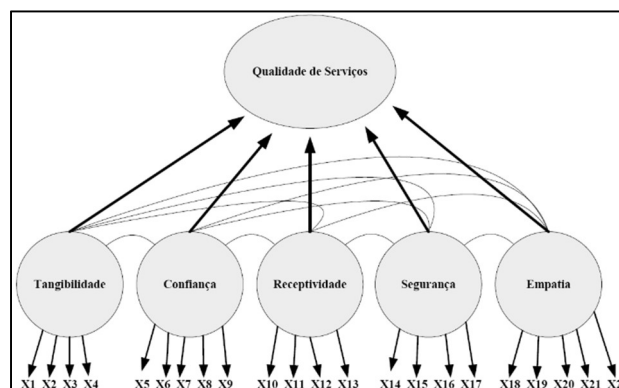 Qualidade de Serviços
Tangibilidade Confiança Receptividade Segurança Empatia
X1 X2 X3 X4 X5 X6 X7 X8 X9 X10 X11 X12 X13 X14 X15 X16 X17 X18 X19 X20 X21